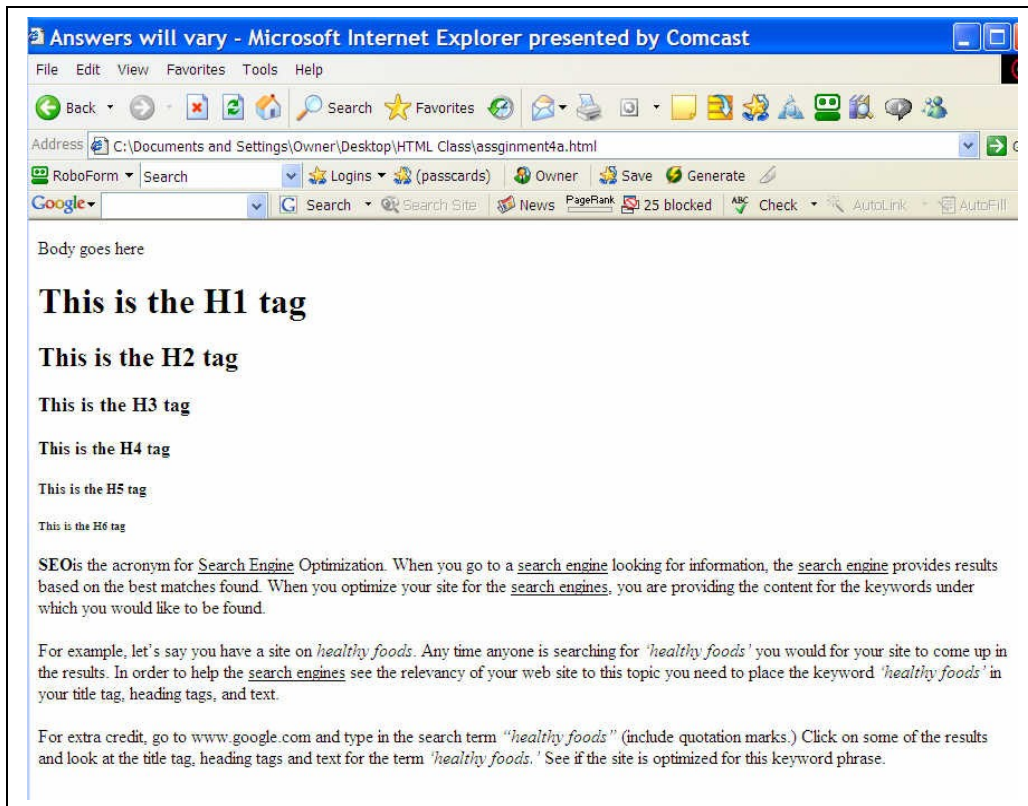 Answers will vary - Microsoft Internet Explorer presented by Comcast
File Edit View Favorites Tools Help
Back Search Favorites
Address C:\Documents and Settings\Owner\Desktop\HTML Class\assginment4a.html
RoboForm Search Logins (passcards) Owner Save Generate
Google G Search Search Site News PageRank 25 blocked ABC Check AutoLink AutoFill
Body goes here
This is the H1 tag
This is the H2 tag
This is the H3 tag
This is the H4 tag
This is the H5 tag
This is the H6 tag
SEOis the acronym for Search Engine Optimization. When you go to a search engine looking for information, the search engine provides results
based on the best matches found. When you optimize your site for the search engines, you are providing the content for the keywords under
which you would like to be found.
For example, let's say you have a site on healthy foods. Any time anyone is searching for ‘healthy foods’ you would for your site to come up in
the results. In order to help the search engines see the relevancy of your web site to this topic you need to place the keyword ‘healthy foods’ in
your title tag, heading tags, and text.
For extra credit, go to www.google.com and type in the search term “healthy foods” (include quotation marks.) Click on some of the results
and look at the title tag, heading tags and text for the term ‘healthy foods.’ See if the site is optimized for this keyword phrase.